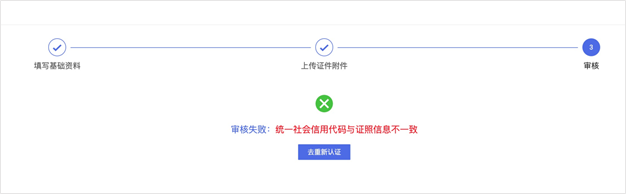 3
填写基础资料
上传证件附件
审核
审核失败：统一社会信用代码与证照信息不一致
去重新认证